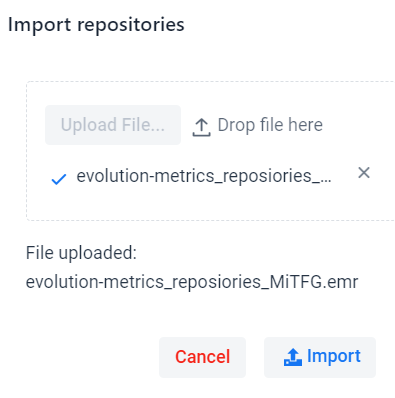 Import repositories
Upload File... Drop file here
evolution-metrics_reposiories_...
File uploaded:
evolution-metrics_reposiories_MiTFG.emr
Cancel Import